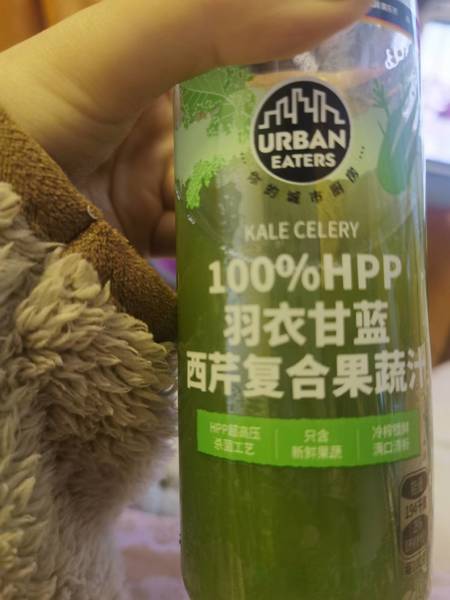 URBAN
EATERS
你的城市厨房
KALE CELERY
100%HPP
羽衣甘蓝
西芹复合果蔬汁
HPP超高压
杀菌工艺
只含
新鲜果蔬
冷榨锁鲜
满口清新